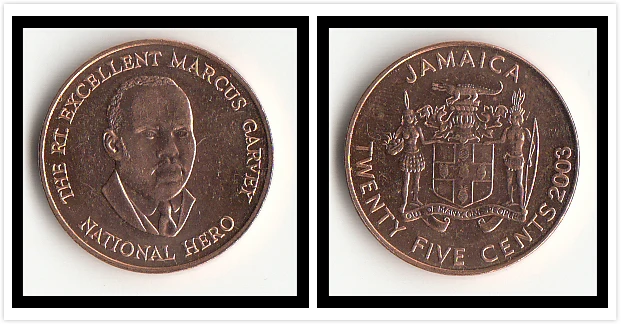 THE RT. EXCELLENT MARCUS GARVEY
NATIONAL HERO
JAMAICA
OUT OF MANY, ONE PEOPLE
TWENTY FIVE CENTS 2003